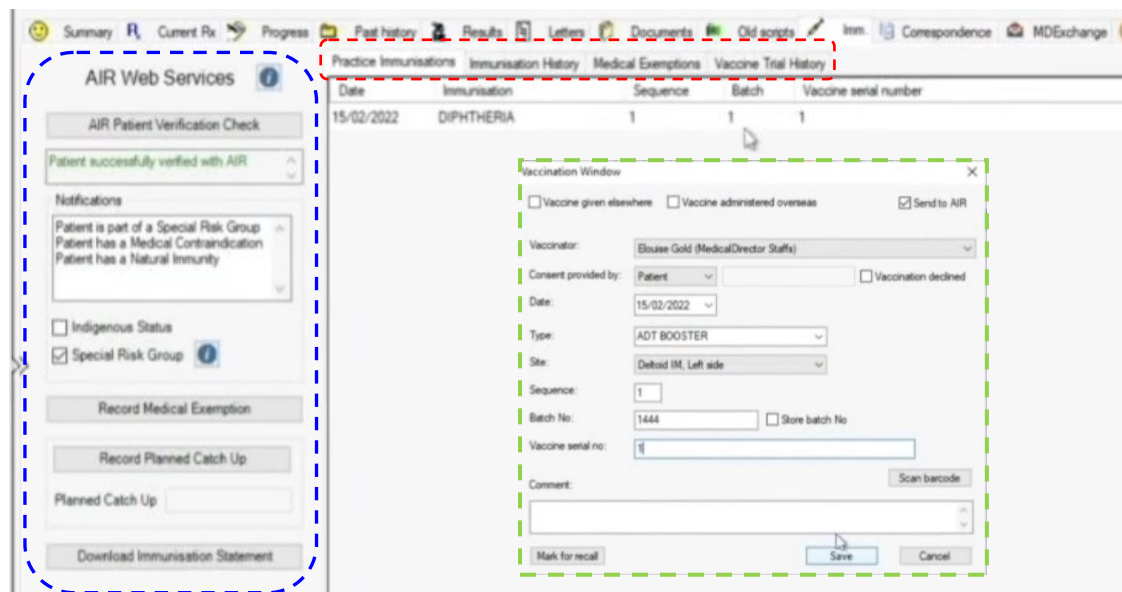 Summary Current Rx Progress Past history Results Letters Documents Old scripts Imm. Correspondence MDExchange
AIR Web Services
AIR Patient Verification Check
Patient successfully verified with AIR
Notifications
Patient is part of a Special Risk Group
Patient has a Medical Contraindication
Patient has a Natural Immunity
Indigenous Status
Special Risk Group
Record Medical Exemption
Record Planned Catch Up
Planned Catch Up
Download Immunisation Statement
Practice Immunisations Immunisation History Medical Exemptions Vaccine Trial History
Date Immunisation Sequence Batch Vaccine serial number
15/02/2022 DIPHTHERIA 1 1 1
Vaccination Window
Vaccine given elsewhere Vaccine administered overseas Send to AIR
Vaccinator: Elouise Gold (MedicalDirector Staffs)
Consent provided by: Patient Vaccination declined
Date: 15/02/2022
Type: ADT BOOSTER
Site: Deltoid IM, Left side
Sequence: 1
Batch No: 1444 Store batch No
Vaccine serial no: 1
Scan barcode
Comment:
Mark for recall Save Cancel